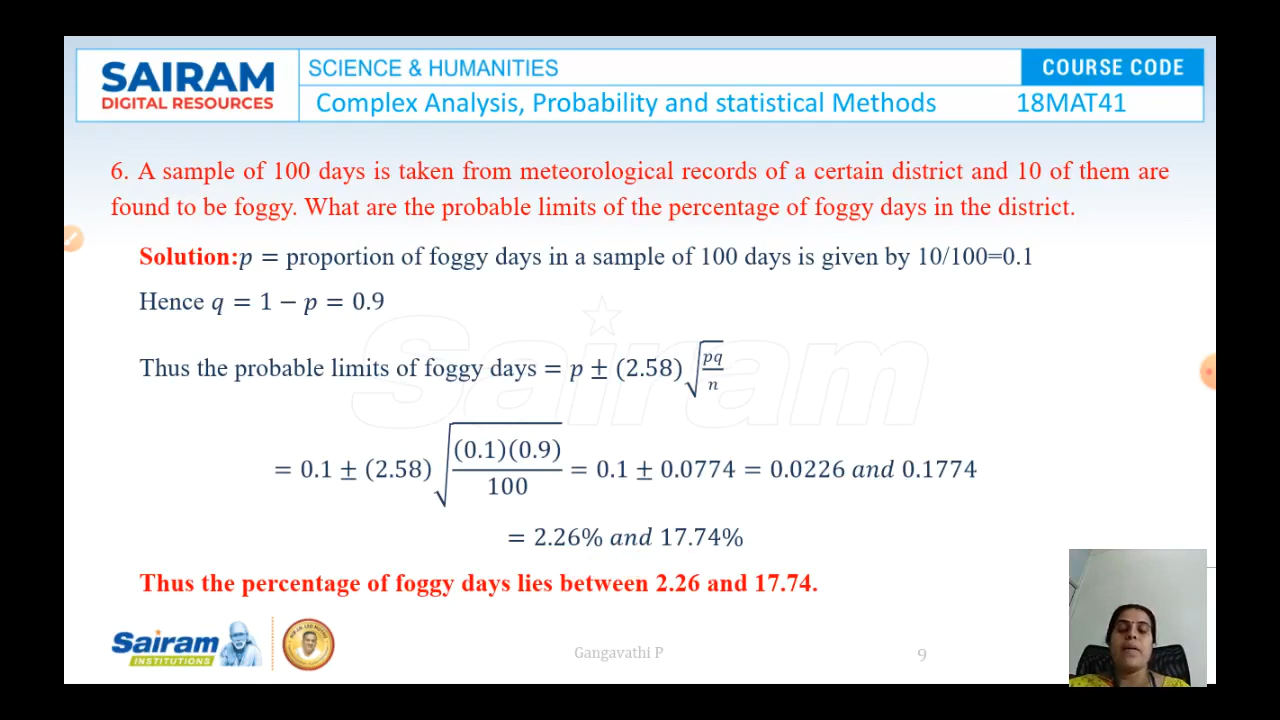 SAIRAM
DIGITAL RESOURCES
SCIENCE & HUMANITIES
COURSE CODE
Complex Analysis, Probability and statistical Methods
18MAT41
6. A sample of 100 days is taken from meteorological records of a certain district and 10 of them are
found to be foggy. What are the probable limits of the percentage of foggy days in the district.
Solution:p = proportion of foggy days in a sample of 100 days is given by 10/100=0.1
Hence q = 1 − p = 0.9
Thus the probable limits of foggy days = p ± (2.58)√(pq/n)
= 0.1 ± (2.58)√((0.1)(0.9)/100) = 0.1 ± 0.0774 = 0.0226 and 0.1774
= 2.26% and 17.74%
Thus the percentage of foggy days lies between 2.26 and 17.74.
Sairam
Sairam
INSTITUTIONS
Gangavathi P
9